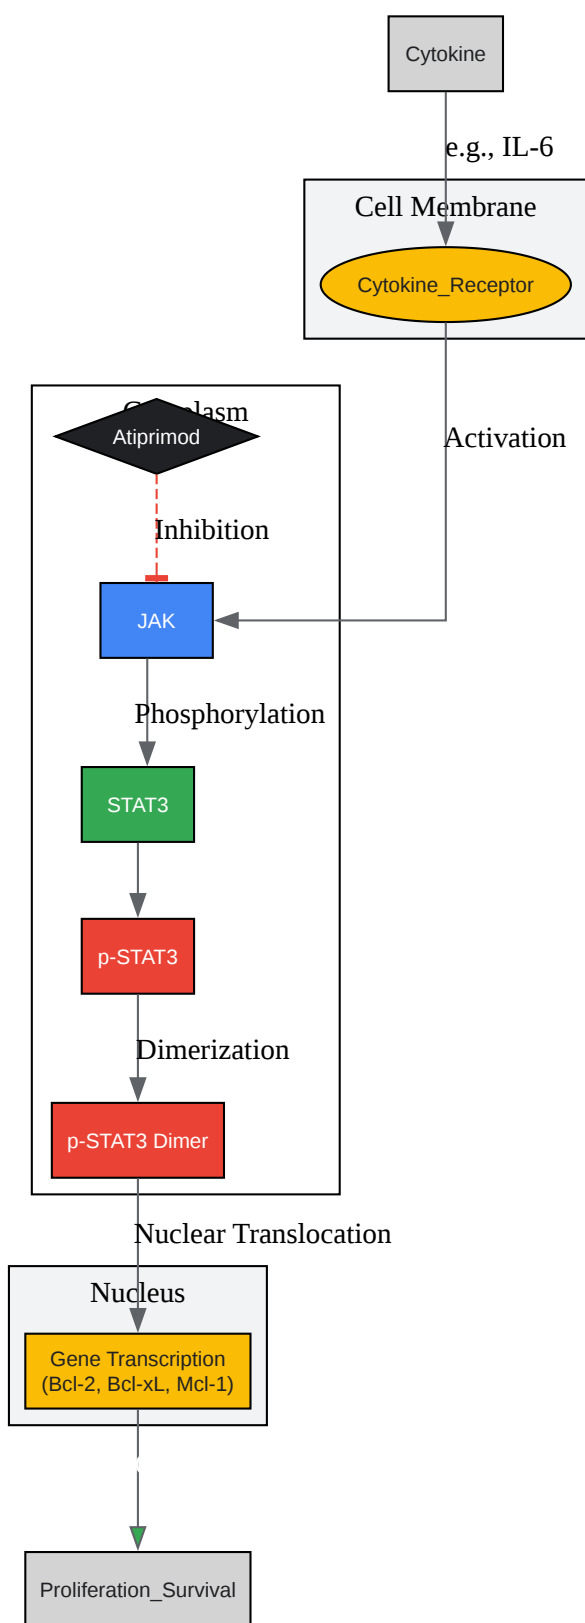 Cytokine
e.g., IL-6
Cell Membrane
Cytokine_Receptor
Activation
Atiprimod
Inhibition
JAK
Phosphorylation
STAT3
p-STAT3
Dimerization
p-STAT3 Dimer
Nuclear Translocation
Nucleus
Gene Transcription
(Bcl-2, Bcl-xL, Mcl-1)
Proliferation_Survival